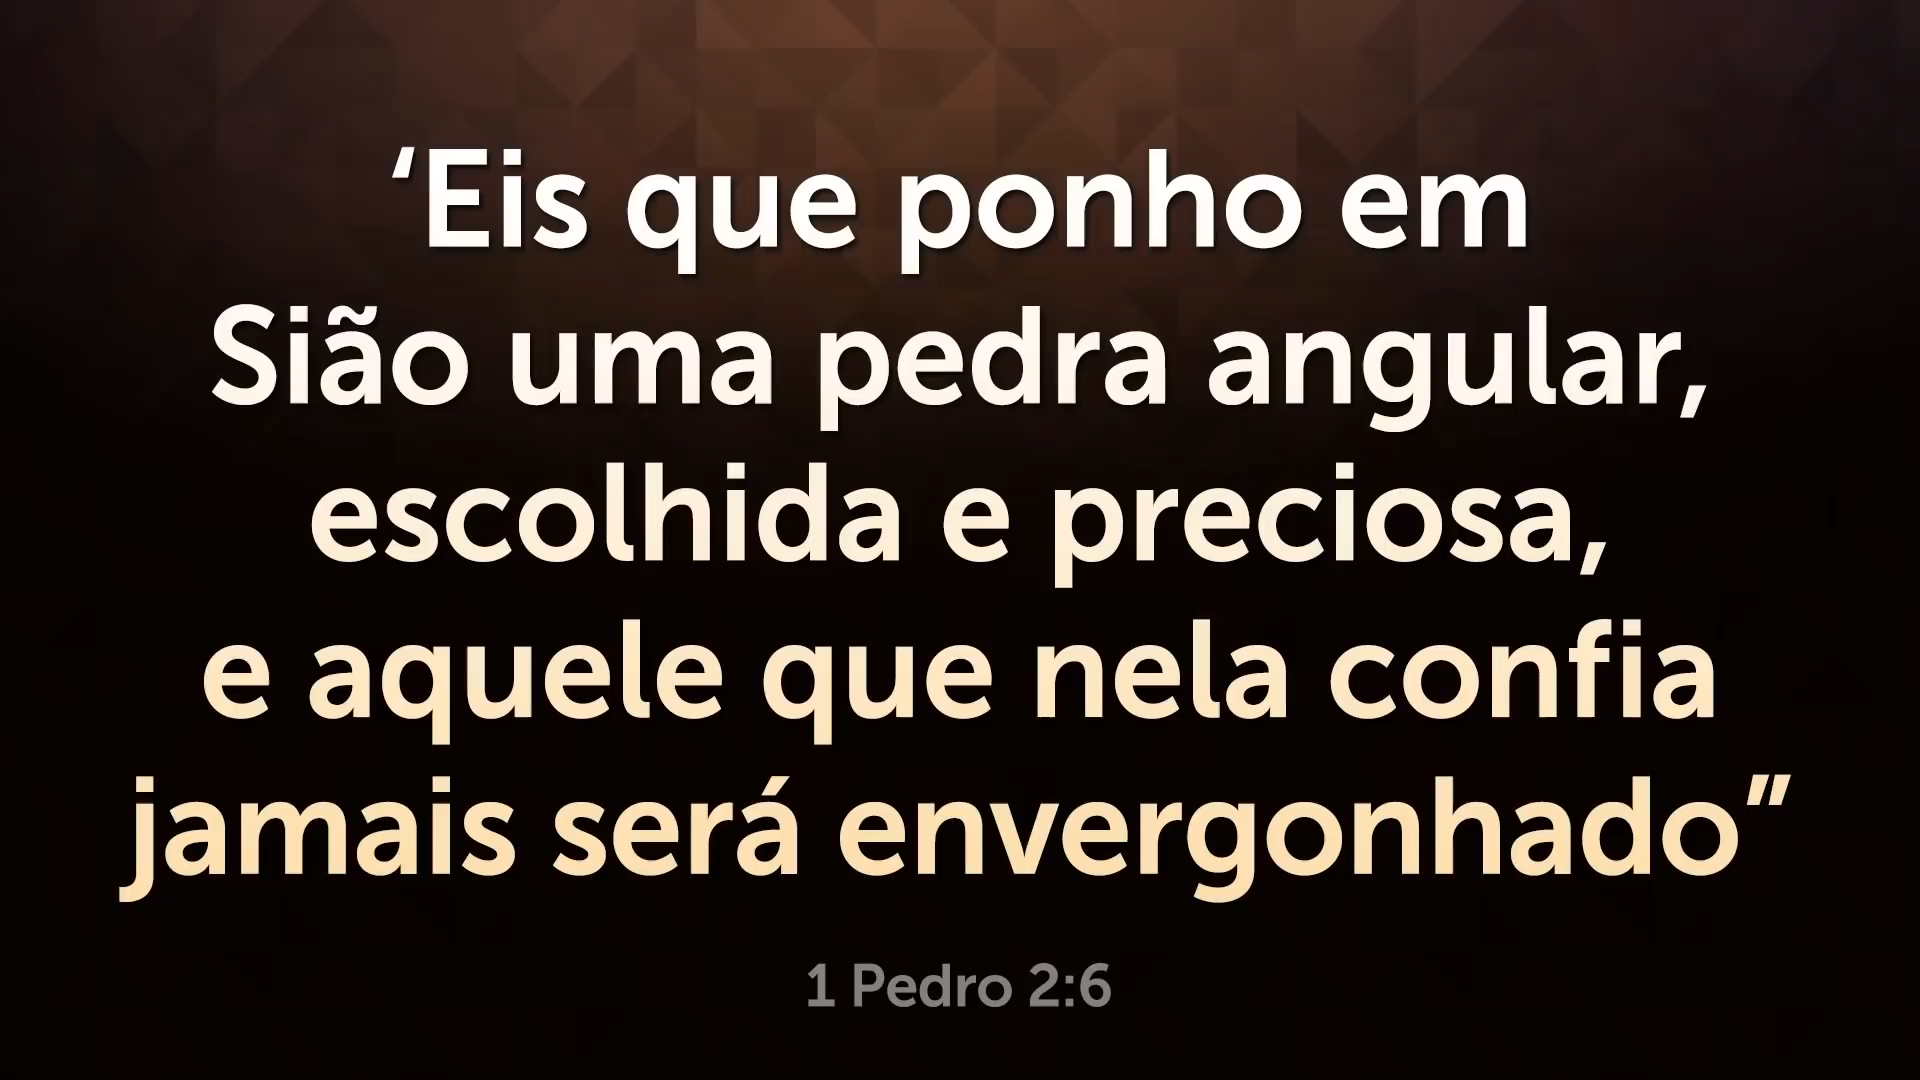 ‘Eis que ponho em
Sião uma pedra angular,
escolhida e preciosa,
e aquele que nela confia
jamais será envergonhado”
1 Pedro 2:6